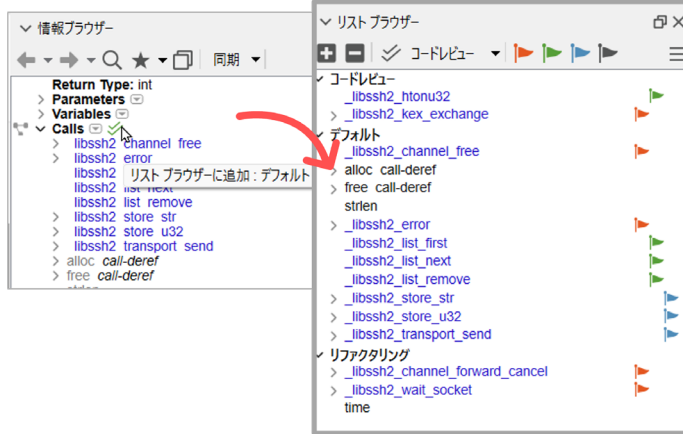 情報ブラウザー
同期
Return Type: int
Parameters
Variables
Calls
libssh2 channel free
libssh2 error
libssh2
リスト ブラウザーに追加 : デフォルト
libssh2 list next
libssh2 list remove
libssh2 store str
libssh2 store u32
libssh2 transport send
alloc call-deref
free call-deref
リスト ブラウザー
コードレビュー
コードレビュー
_libssh2_htonu32
_libssh2_kex_exchange
デフォルト
_libssh2_channel_free
alloc call-deref
free call-deref
strlen
_libssh2_error
_libssh2_list_first
_libssh2_list_next
_libssh2_list_remove
_libssh2_store_str
_libssh2_store_u32
_libssh2_transport_send
リファクタリング
_libssh2_channel_forward_cancel
_libssh2_wait_socket
time